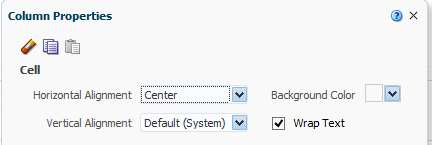 Column Properties
Cell
Horizontal Alignment Center Background Color
Vertical Alignment Default (System) Wrap Text